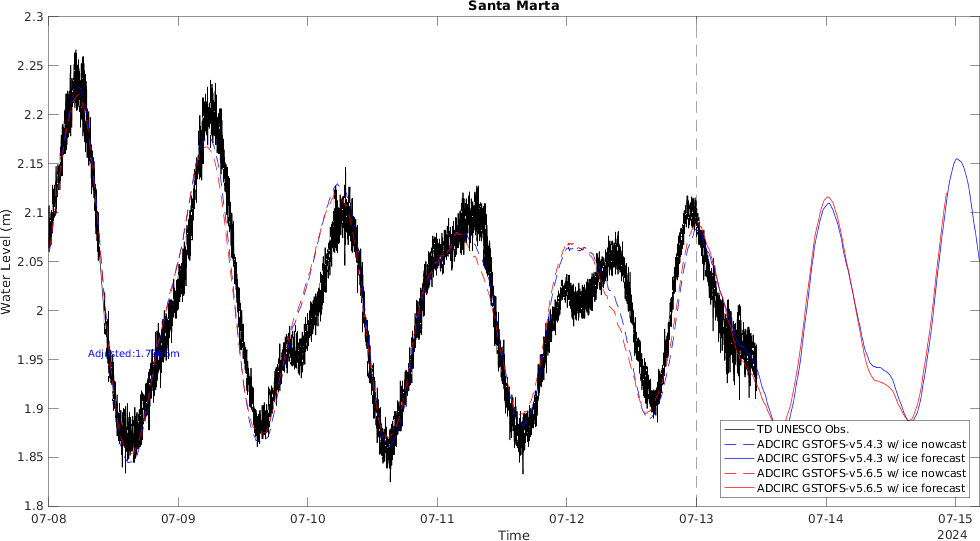 Santa Marta
2.3
2.25
2.2
2.15
2.1
2.05
2
1.95
1.9
1.85
1.8
Water Level (m)
TD UNESCO Obs.
ADCIRC GSTOFS-v5.4.3 w/ ice nowcast
ADCIRC GSTOFS-v5.4.3 w/ ice forecast
ADCIRC GSTOFS-v5.6.5 w/ ice nowcast
ADCIRC GSTOFS-v5.6.5 w/ ice forecast
07-08 07-09 07-10 07-11 07-12 07-13 07-14 07-15
Time
2024